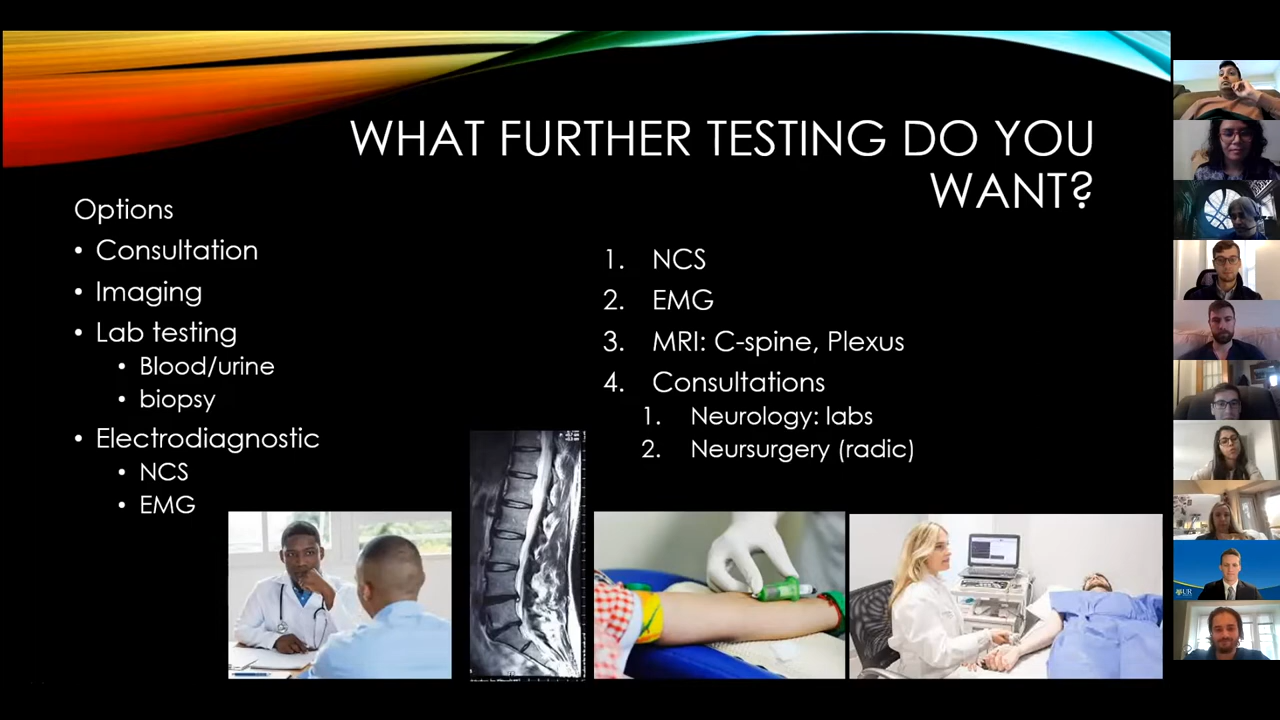 WHAT FURTHER TESTING DO YOU
WANT?
Options
• Consultation
• Imaging
• Lab testing
• Blood/urine
• biopsy
• Electrodiagnostic
• NCS
• EMG
1. NCS
2. EMG
3. MRI: C-spine, Plexus
4. Consultations
1. Neurology: labs
2. Neursurgery (radic)
UR